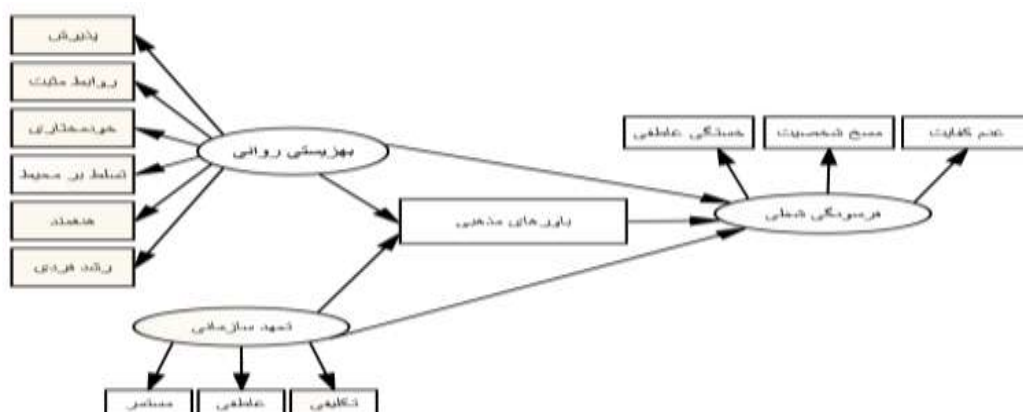 پذیرش
روابط مثبت
خودمختاری
تسلط بر محیط
هدفمند
رشد فردی
بهزیستی روانی
خستگی عاطفی
مسخ شخصیت
عدم کفایت
باورهای مذهبی
فرسودگی شغلی
تعهد سازمانی
مستمر
عاطفی
تکلیفی